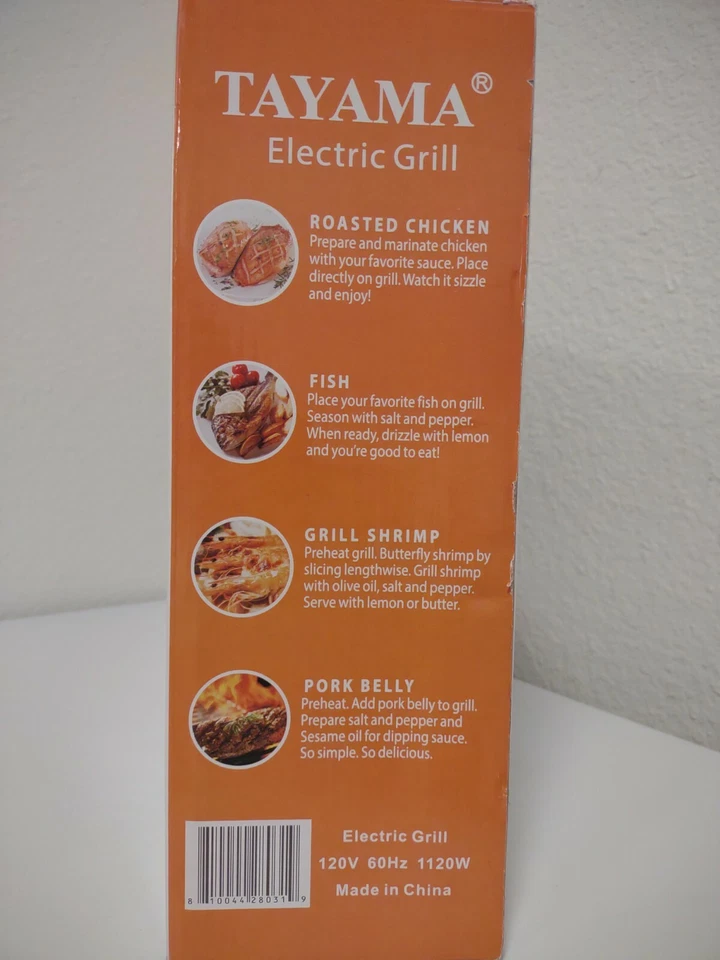 TAYAMA®
Electric Grill
ROASTED CHICKEN
Prepare and marinate chicken
with your favorite sauce. Place
directly on grill. Watch it sizzle
and enjoy!
FISH
Place your favorite fish on grill.
Season with salt and pepper.
When ready, drizzle with lemon
and you're good to eat!
GRILL SHRIMP
Preheat grill. Butterfly shrimp by
slicing lengthwise. Grill shrimp
with olive oil, salt and pepper.
Serve with lemon or butter.
PORK BELLY
Preheat. Add pork belly to grill.
Prepare salt and pepper and
Sesame oil for dipping sauce.
So simple. So delicious.
Electric Grill
120V 60Hz 1120W
Made in China
8 10044 28031 9